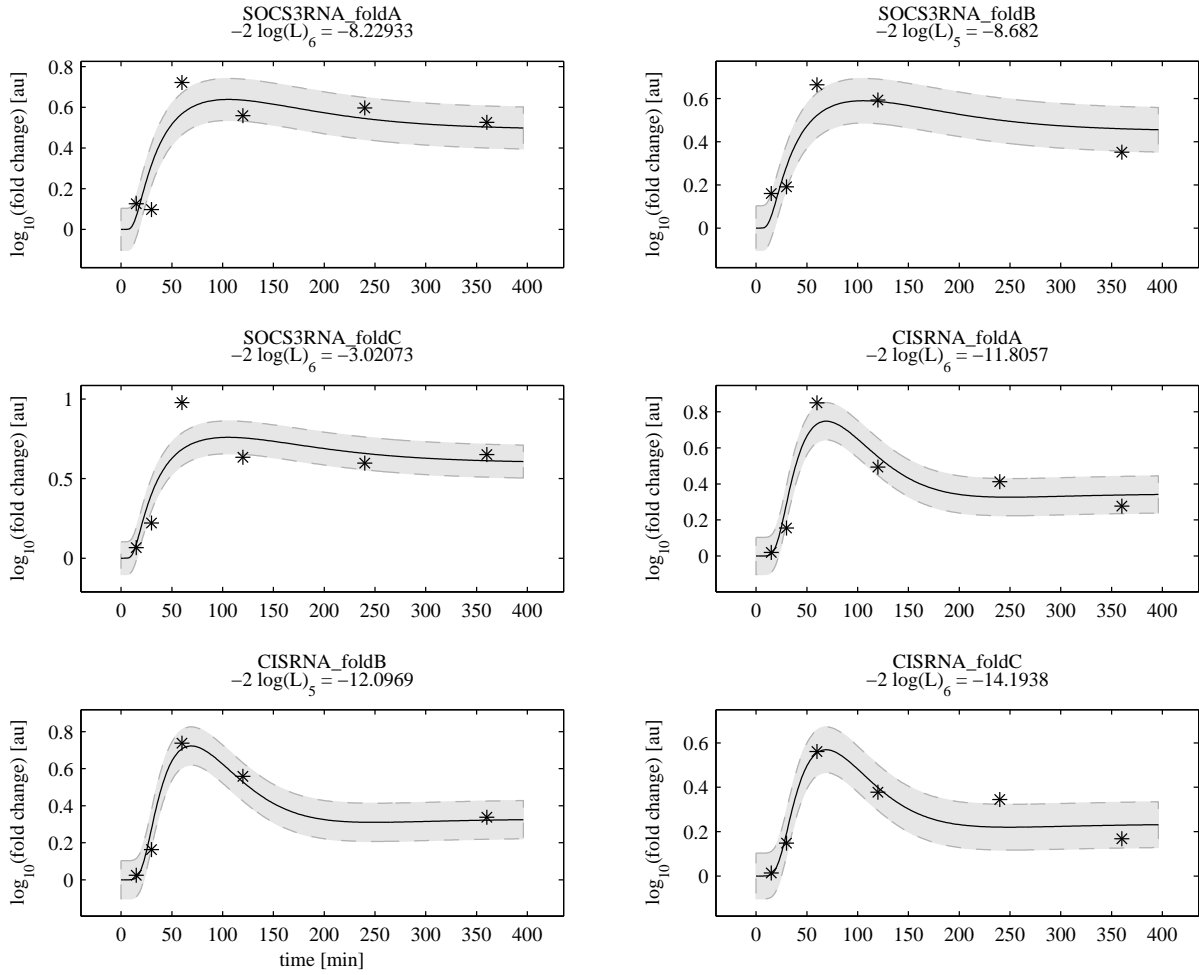 SOCS3RNA_foldA
−2 log(L)6 = −8.22933
log10(fold change) [au]
0.8
0.6
0.4
0.2
0
0 50 100 150 200 250 300 350 400
SOCS3RNA_foldB
−2 log(L)5 = −8.682
log10(fold change) [au]
0.6
0.4
0.2
0
0 50 100 150 200 250 300 350 400
SOCS3RNA_foldC
−2 log(L)6 = −3.02073
log10(fold change) [au]
1
0.5
0
0 50 100 150 200 250 300 350 400
CISRNA_foldA
−2 log(L)6 = −11.8057
log10(fold change) [au]
0.8
0.6
0.4
0.2
0
0 50 100 150 200 250 300 350 400
CISRNA_foldB
−2 log(L)5 = −12.0969
log10(fold change) [au]
0.8
0.6
0.4
0.2
0
0 50 100 150 200 250 300 350 400
time [min]
CISRNA_foldC
−2 log(L)6 = −14.1938
log10(fold change) [au]
0.6
0.4
0.2
0
0 50 100 150 200 250 300 350 400